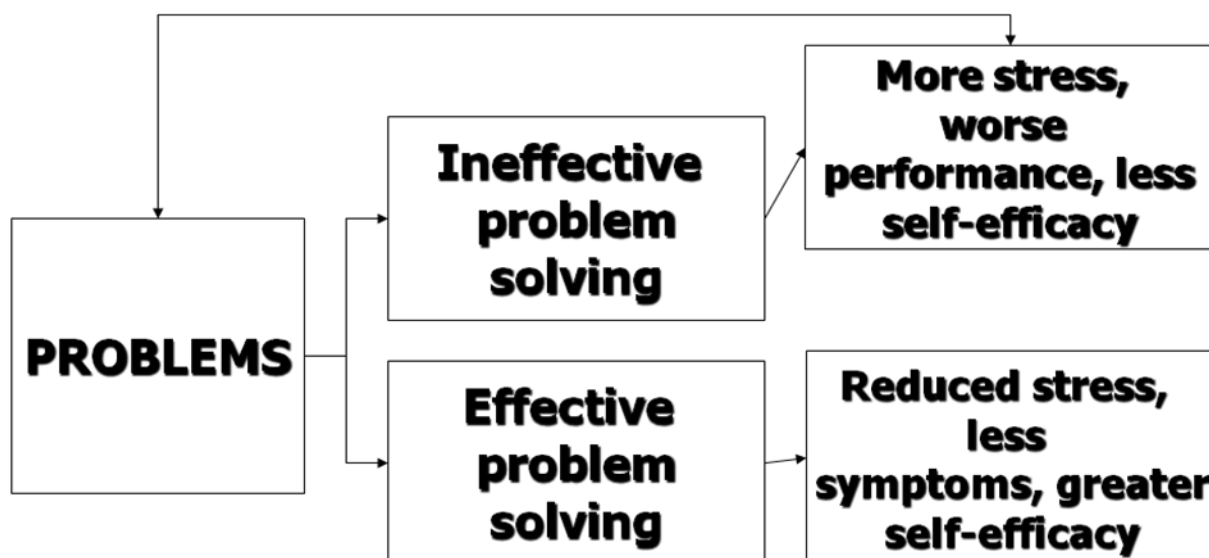 PROBLEMS
Ineffective
problem
solving
More stress,
worse
performance, less
self-efficacy
Effective
problem
solving
Reduced stress,
less
symptoms, greater
self-efficacy